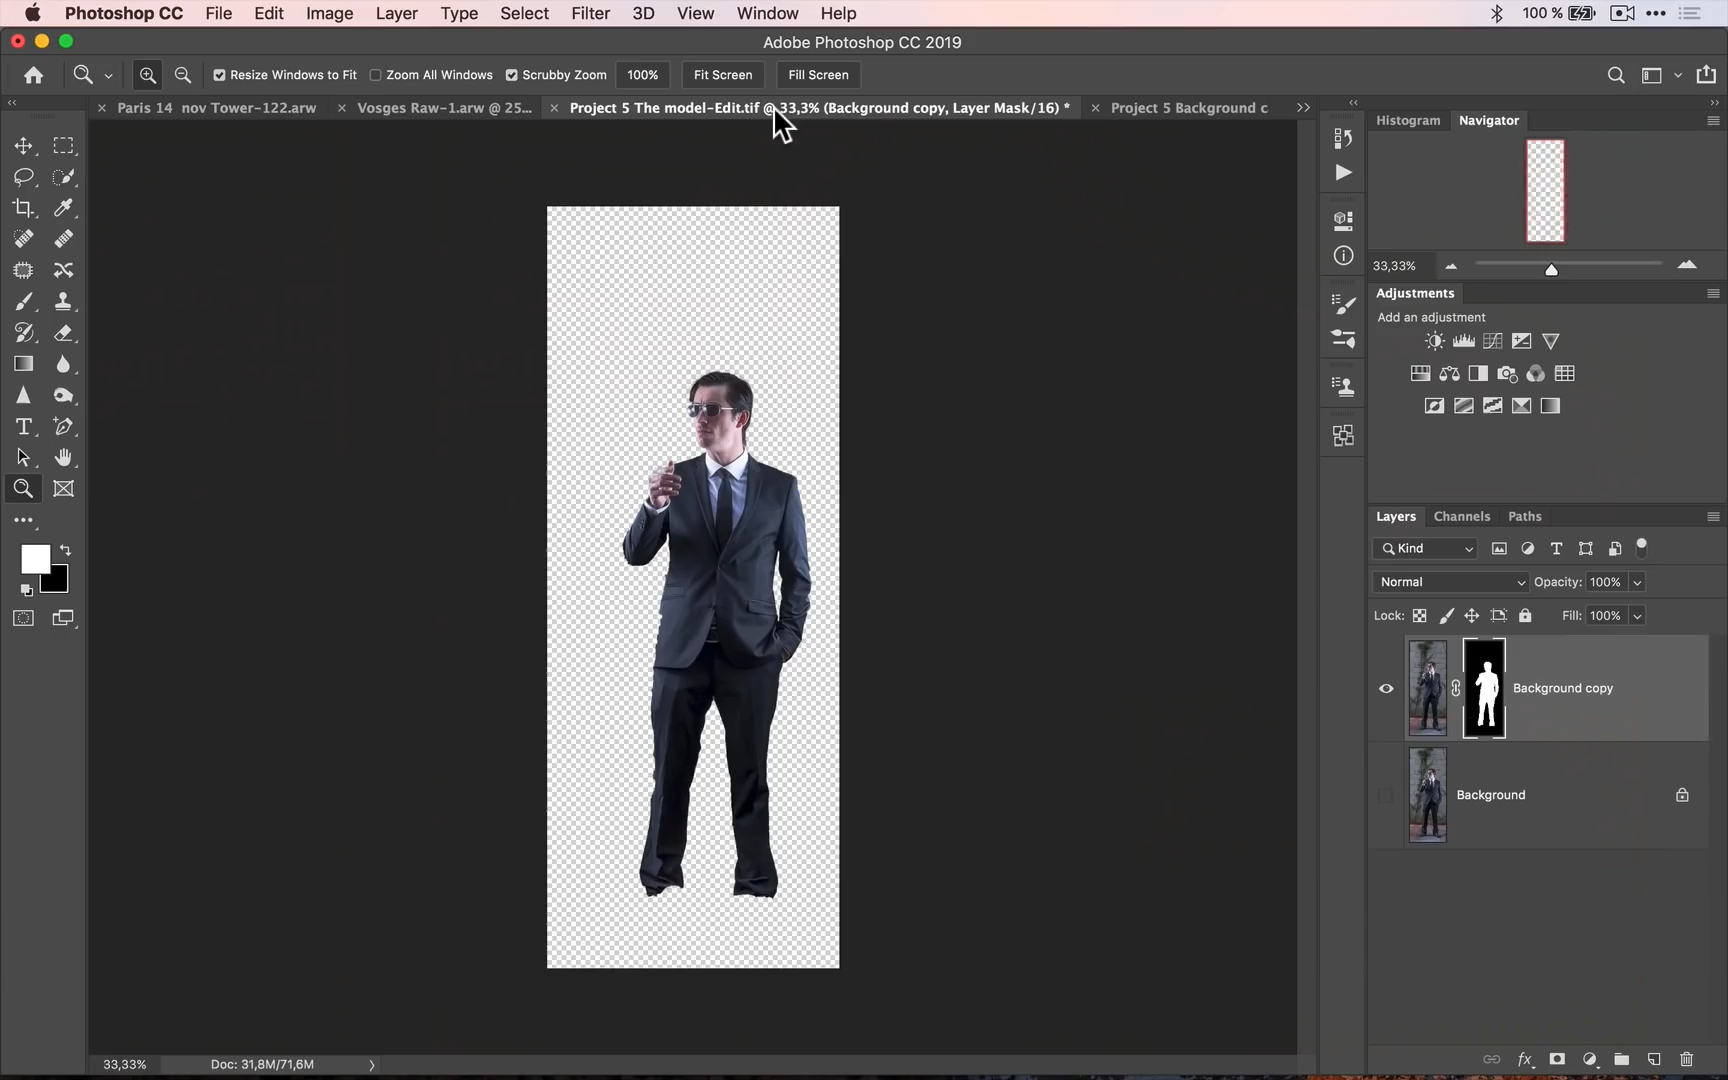 Photoshop CC File Edit Image Layer Type Select Filter 3D View Window Help 100 %
Adobe Photoshop CC 2019
Resize Windows to Fit Zoom All Windows Scrubby Zoom 100% Fit Screen Fill Screen
Paris 14 nov Tower-122.arw Vosges Raw-1.arw @ 25... Project 5 The model-Edit.tif @ 33,3% (Background copy, Layer Mask/16) * Project 5 Background c
Histogram Navigator
33,33%
Adjustments
Add an adjustment
Layers Channels Paths
Kind
Normal Opacity: 100%
Lock: Fill: 100%
Background copy
Background
33,33% Doc: 31,8M/71,6M